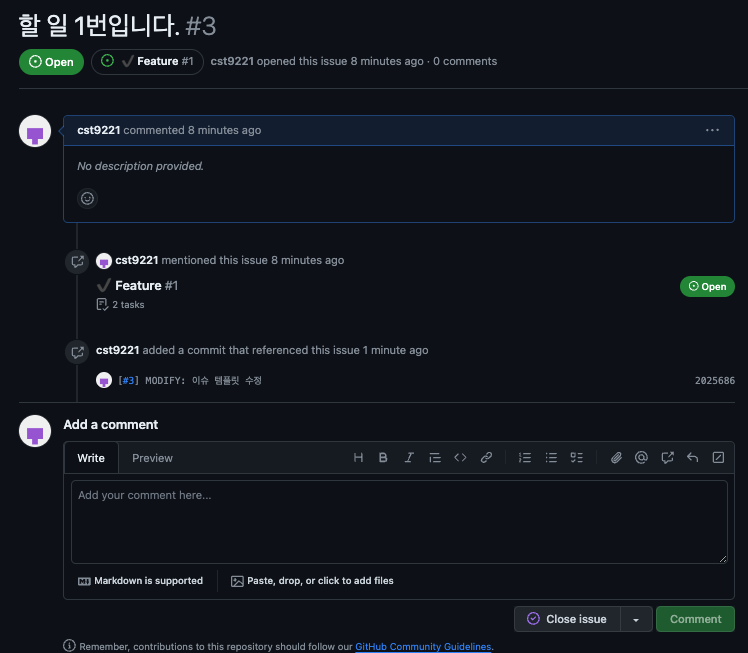 할 일 1번입니다. #3
Open
✔️ Feature #1
cst9221 opened this issue 8 minutes ago · 0 comments
cst9221 commented 8 minutes ago
No description provided.
cst9221 mentioned this issue 8 minutes ago
✔️ Feature #1
Open
2 tasks
cst9221 added a commit that referenced this issue 1 minute ago
[#3] MODIFY: 이슈 템플릿 수정
2025686
Add a comment
Write
Preview
Add your comment here...
Markdown is supported
Paste, drop, or click to add files
Close issue
Comment
Remember, contributions to this repository should follow our GitHub Community Guidelines.